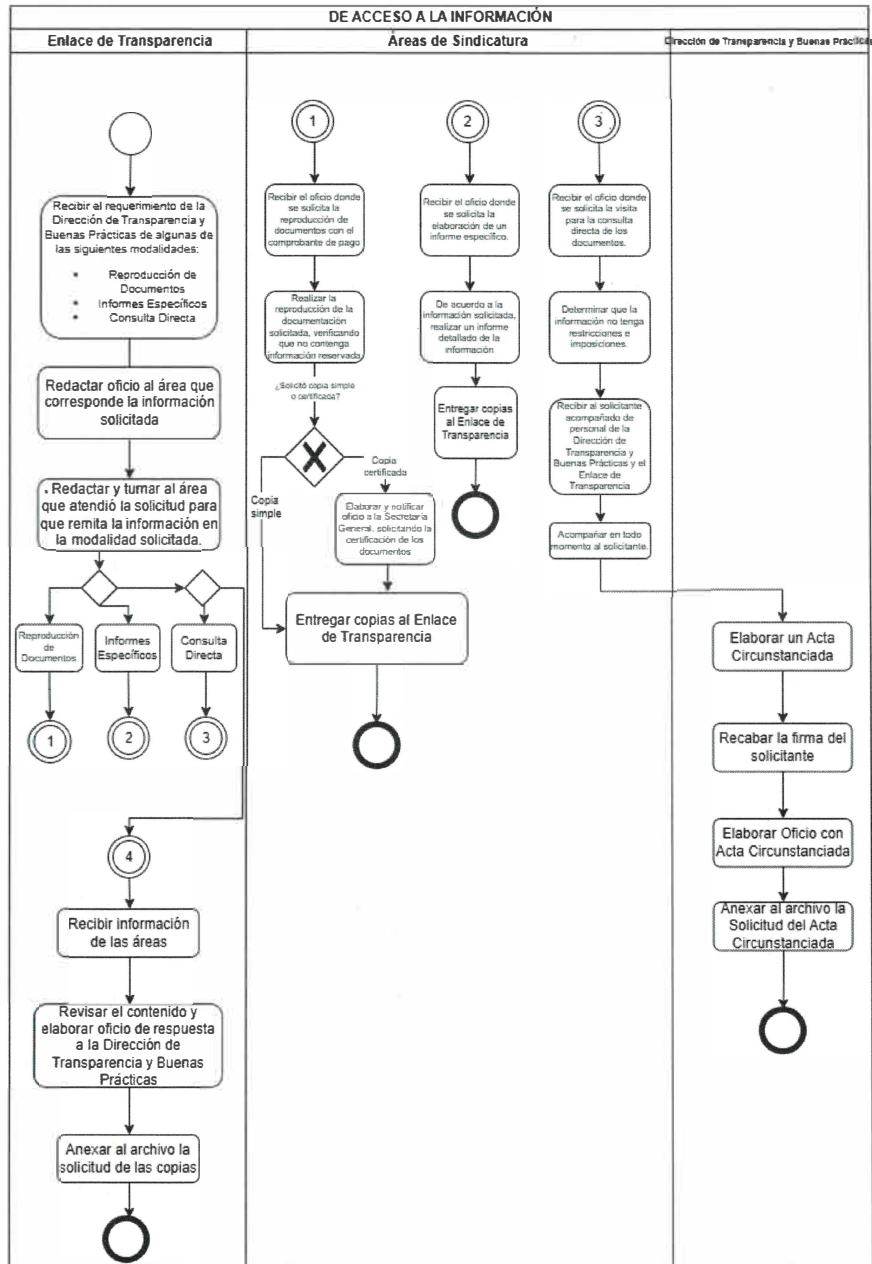 DE ACCESO A LA INFORMACIÓN
Enlace de Transparencia
Áreas de Sindicatura
Dirección de Transparencia y Buenas Prácticas
Recibir el requerimiento de la
Dirección de Transparencia y
Buenas Prácticas de algunas de
las siguientes modalidades:
• Reproducción de
Documentos
• Informes Específicos
• Consulta Directa
Redactar oficio al área que
corresponde la información
solicitada
. Redactar y turnar al área
que atendió la solicitud para
que remita la información en
la modalidad solicitada.
Reproducción
de
Documentos
Informes
Específicos
Consulta
Directa
1
2
3
4
Recibir información
de las áreas
Revisar el contenido y
elaborar oficio de respuesta
a la Dirección de
Transparencia y Buenas
Prácticas
Anexar al archivo la
solicitud de las copias
1
Recibir el oficio donde
se solicita la
reproducción de
documentos con el
comprobante de pago
Realizar la
reproducción de la
documentación
solicitada, verificando
que no contenga
información reservada
¿Solicitó copia simple
o certificada?
Copia
simple
Copia
certificada
Elaborar y notificar
oficio a la Secretaría
General, solicitando la
certificación de los
documentos
Entregar copias al Enlace
de Transparencia
2
Recibir el oficio donde
se solicita la
elaboración de un
informe específico.
De acuerdo a la
información solicitada,
realizar un informe
detallado de la
información
Entregar copias
al Enlace de
Transparencia
3
Recibir el oficio donde
se solicita la visita
para la consulta
directa de los
documentos.
Determinar que la
información no tenga
restricciones e
imposiciones.
Recibir al solicitante
acompañado de
personal de la
Dirección de
Transparencia y
Buenas Prácticas y el
Enlace de
Transparencia
Acompañar en todo
momento al solicitante.
Elaborar un Acta
Circunstanciada
Recabar la firma del
solicitante
Elaborar Oficio con
Acta Circunstanciada
Anexar al archivo la
Solicitud del Acta
Circunstanciada